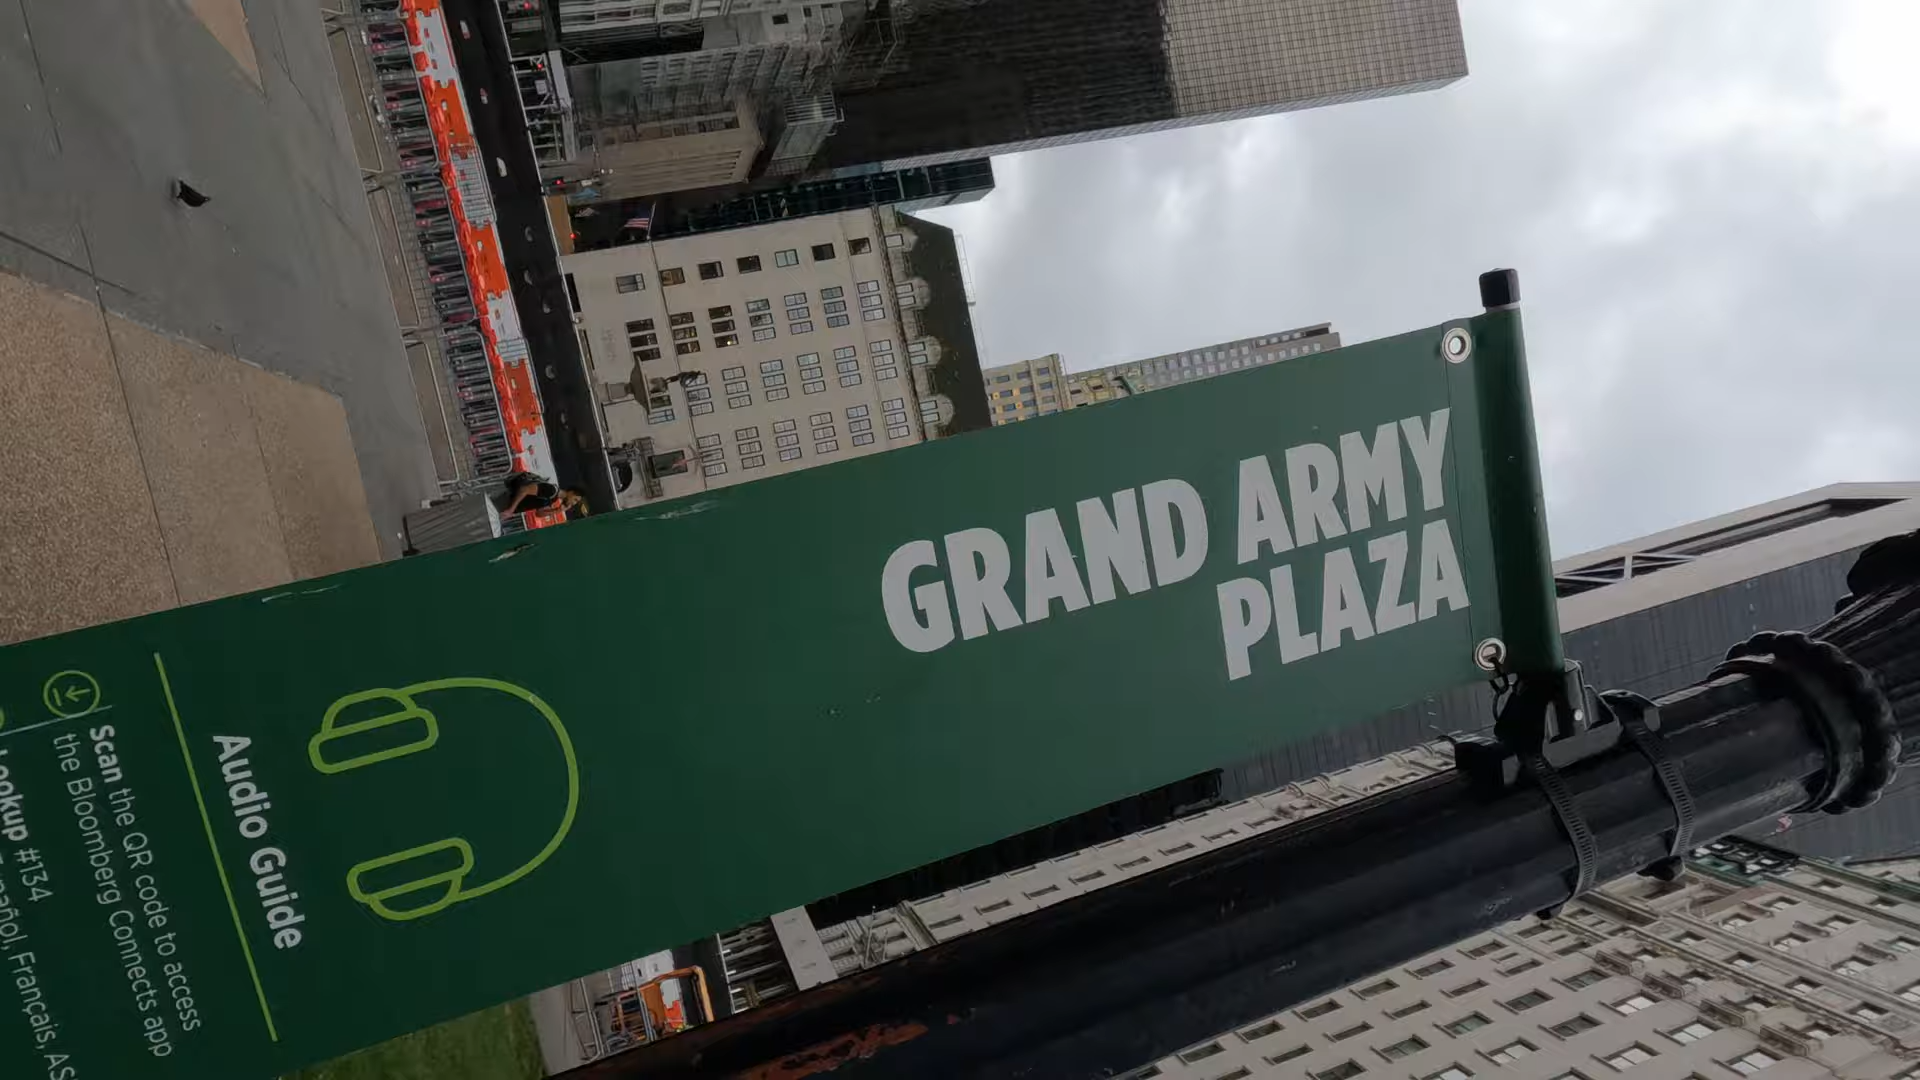 GRAND ARMY
PLAZA
Audio Guide
Scan the QR code to access
the Bloomberg Connects app
Lookup #134
Español, Français, AS